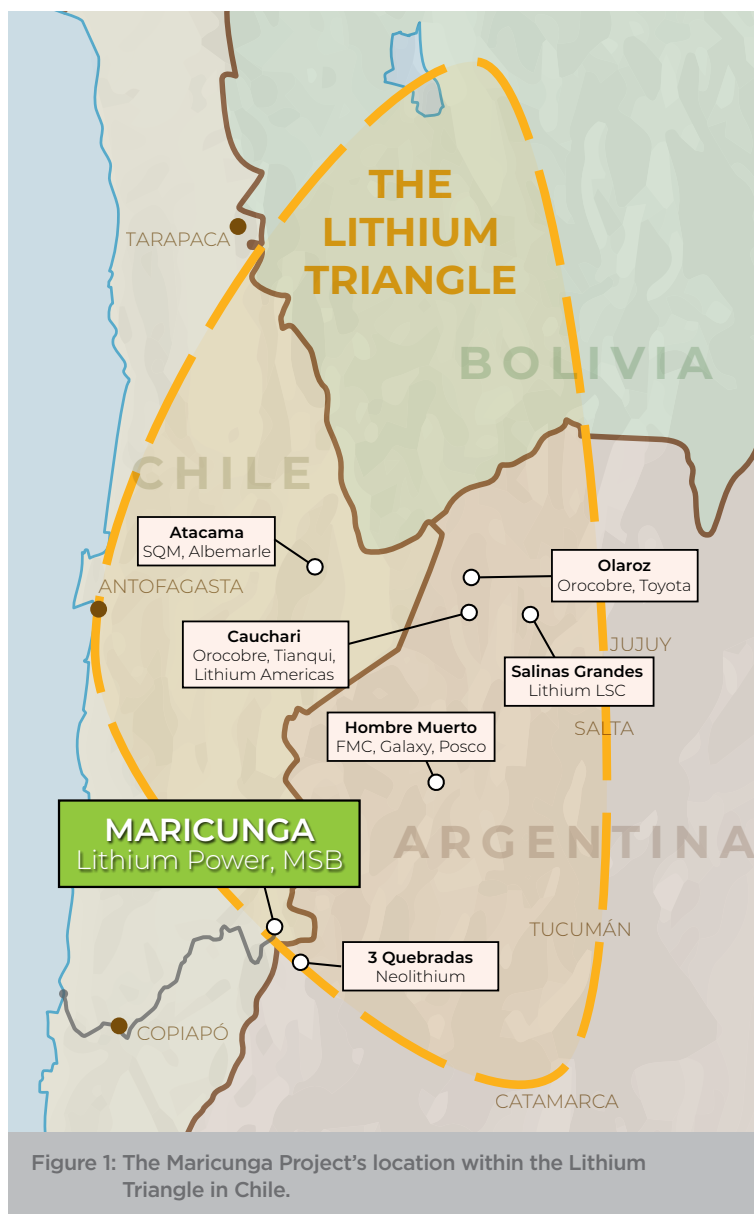 THE
LITHIUM
TRIANGLE
TARAPACA
BOLIVIA
CHILE
Atacama
SQM, Albemarle
ANTOFAGASTA
Olaroz
Orocobre, Toyota
Cauchari
Orocobre, Tianqui,
Lithium Americas
JUJUY
Salinas Grandes
Lithium LSC
SALTA
Hombre Muerto
FMC, Galaxy, Posco
MARICUNGA
Lithium Power, MSB
ARGENTINA
TUCUMÁN
3 Quebradas
Neolithium
COPIAPÓ
CATAMARCA
Figure 1: The Maricunga Project's location within the Lithium
Triangle in Chile.